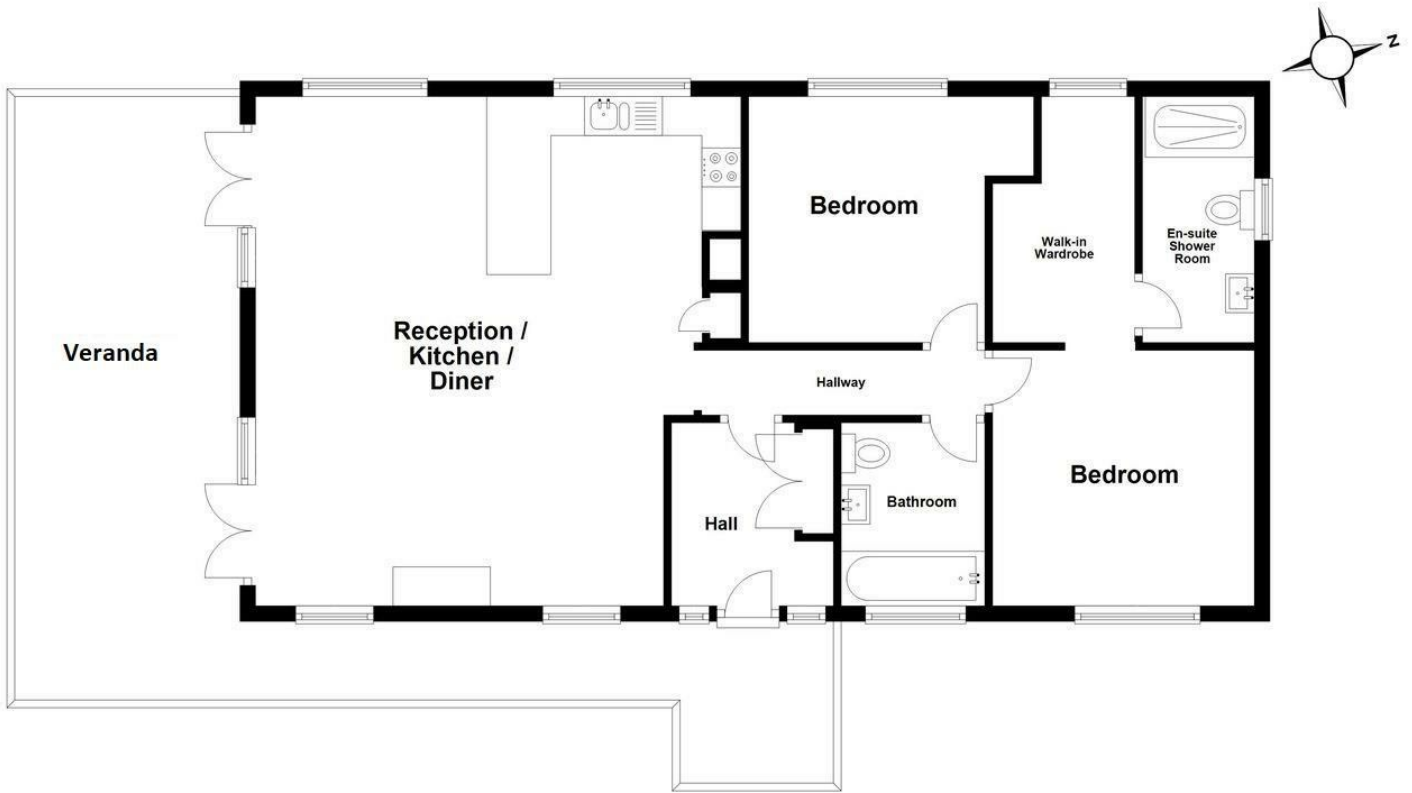 N
Bedroom
Walk-in
Wardrobe
En-suite
Shower
Room
Veranda
Reception /
Kitchen /
Diner
Hallway
Bedroom
Hall
Bathroom